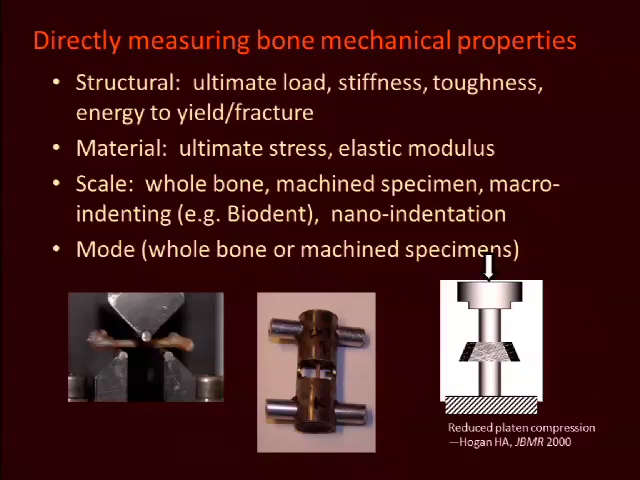 Directly measuring bone mechanical properties
• Structural: ultimate load, stiffness, toughness,
energy to yield/fracture
• Material: ultimate stress, elastic modulus
• Scale: whole bone, machined specimen, macro-
indenting (e.g. Biodent), nano-indentation
• Mode (whole bone or machined specimens)
Reduced platen compression
—Hogan HA, JBMR 2000